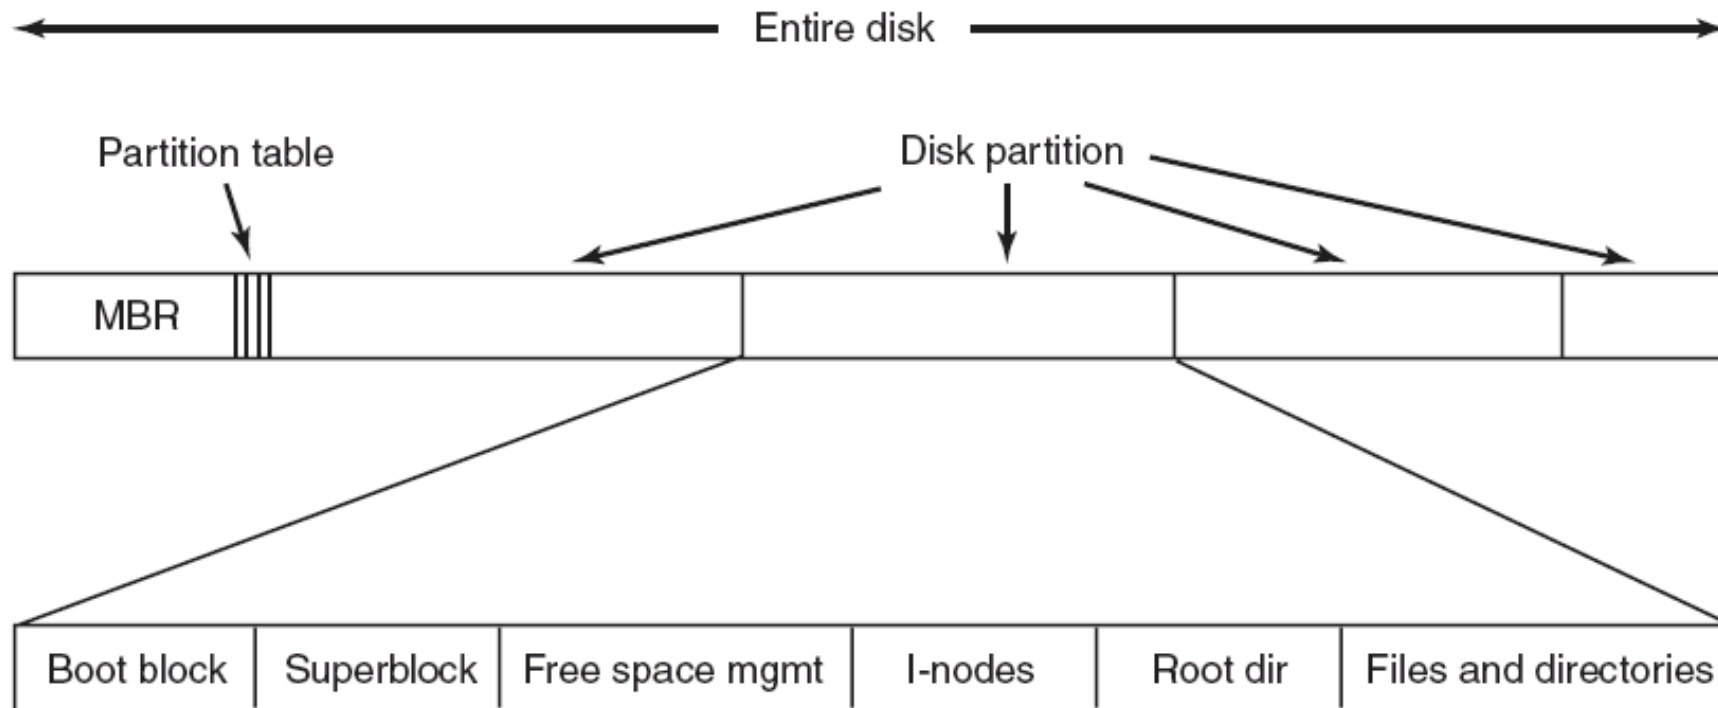 Entire disk
Partition table
Disk partition
MBR
Boot block
Superblock
Free space mgmt
I-nodes
Root dir
Files and directories